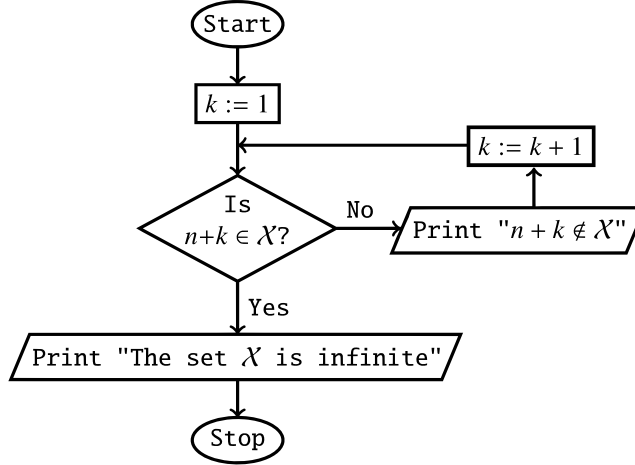 Start
k := 1
k := k + 1
Is
n+k ∈ 𝒳?
No
Print "n + k ∉ 𝒳"
Yes
Print "The set 𝒳 is infinite"
Stop